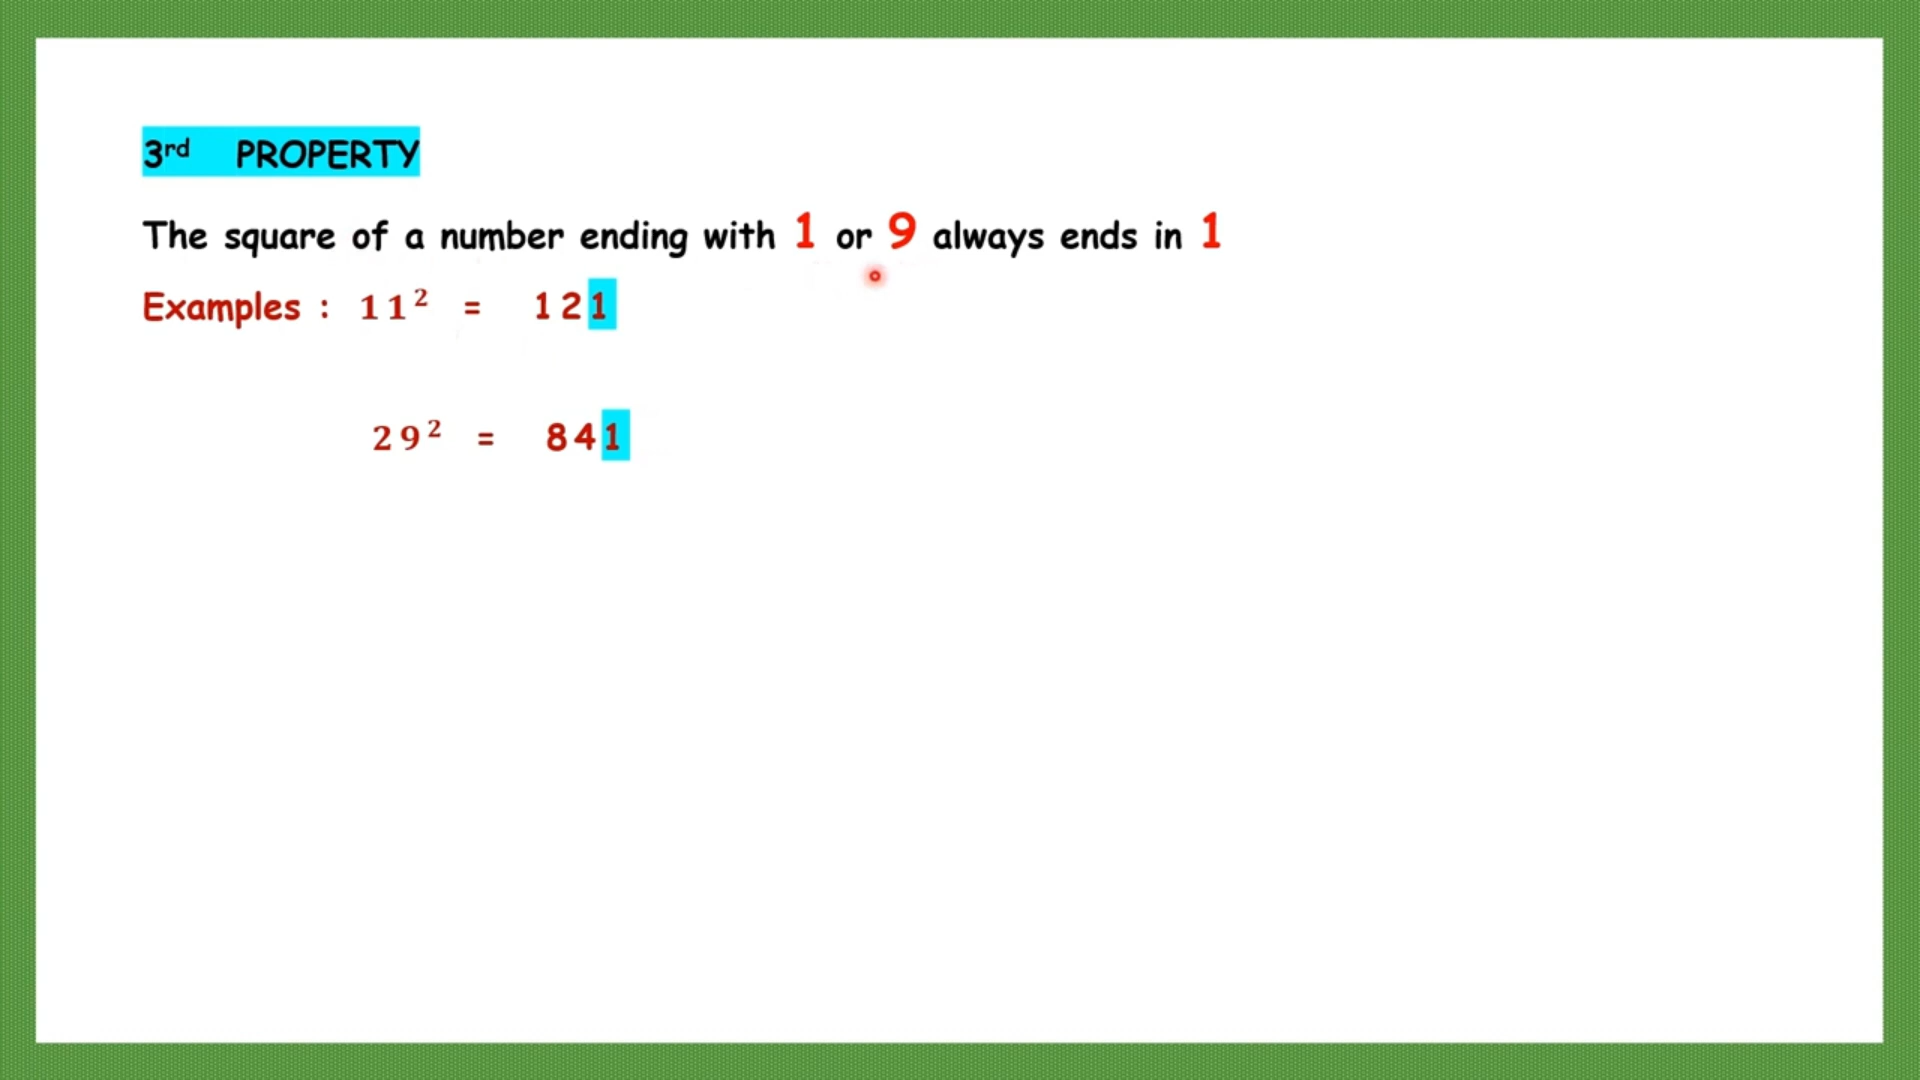 3rd PROPERTY
The square of a number ending with 1 or 9 always ends in 1
Examples : 11² = 121
29² = 841